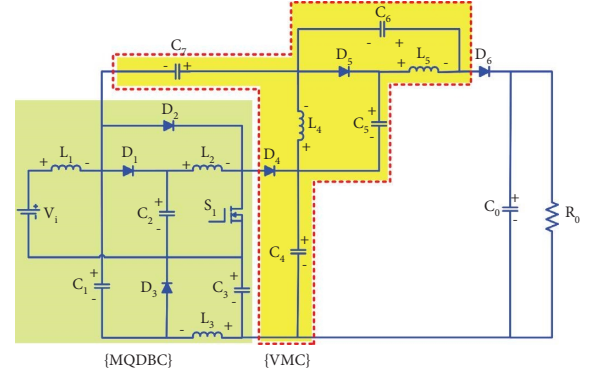 C6
C7
- +
- +
D5
L5
+ -
D6
D2
L4
-
+
C5
+
-
L1
+ -
D1
L2
+ -
D4
Vi
+
-
C2
+
-
S1
C4
+
-
C0
+
-
R0
C1
+
-
D3
C3
+
-
L3
- +
{MQDBC}
{VMC}